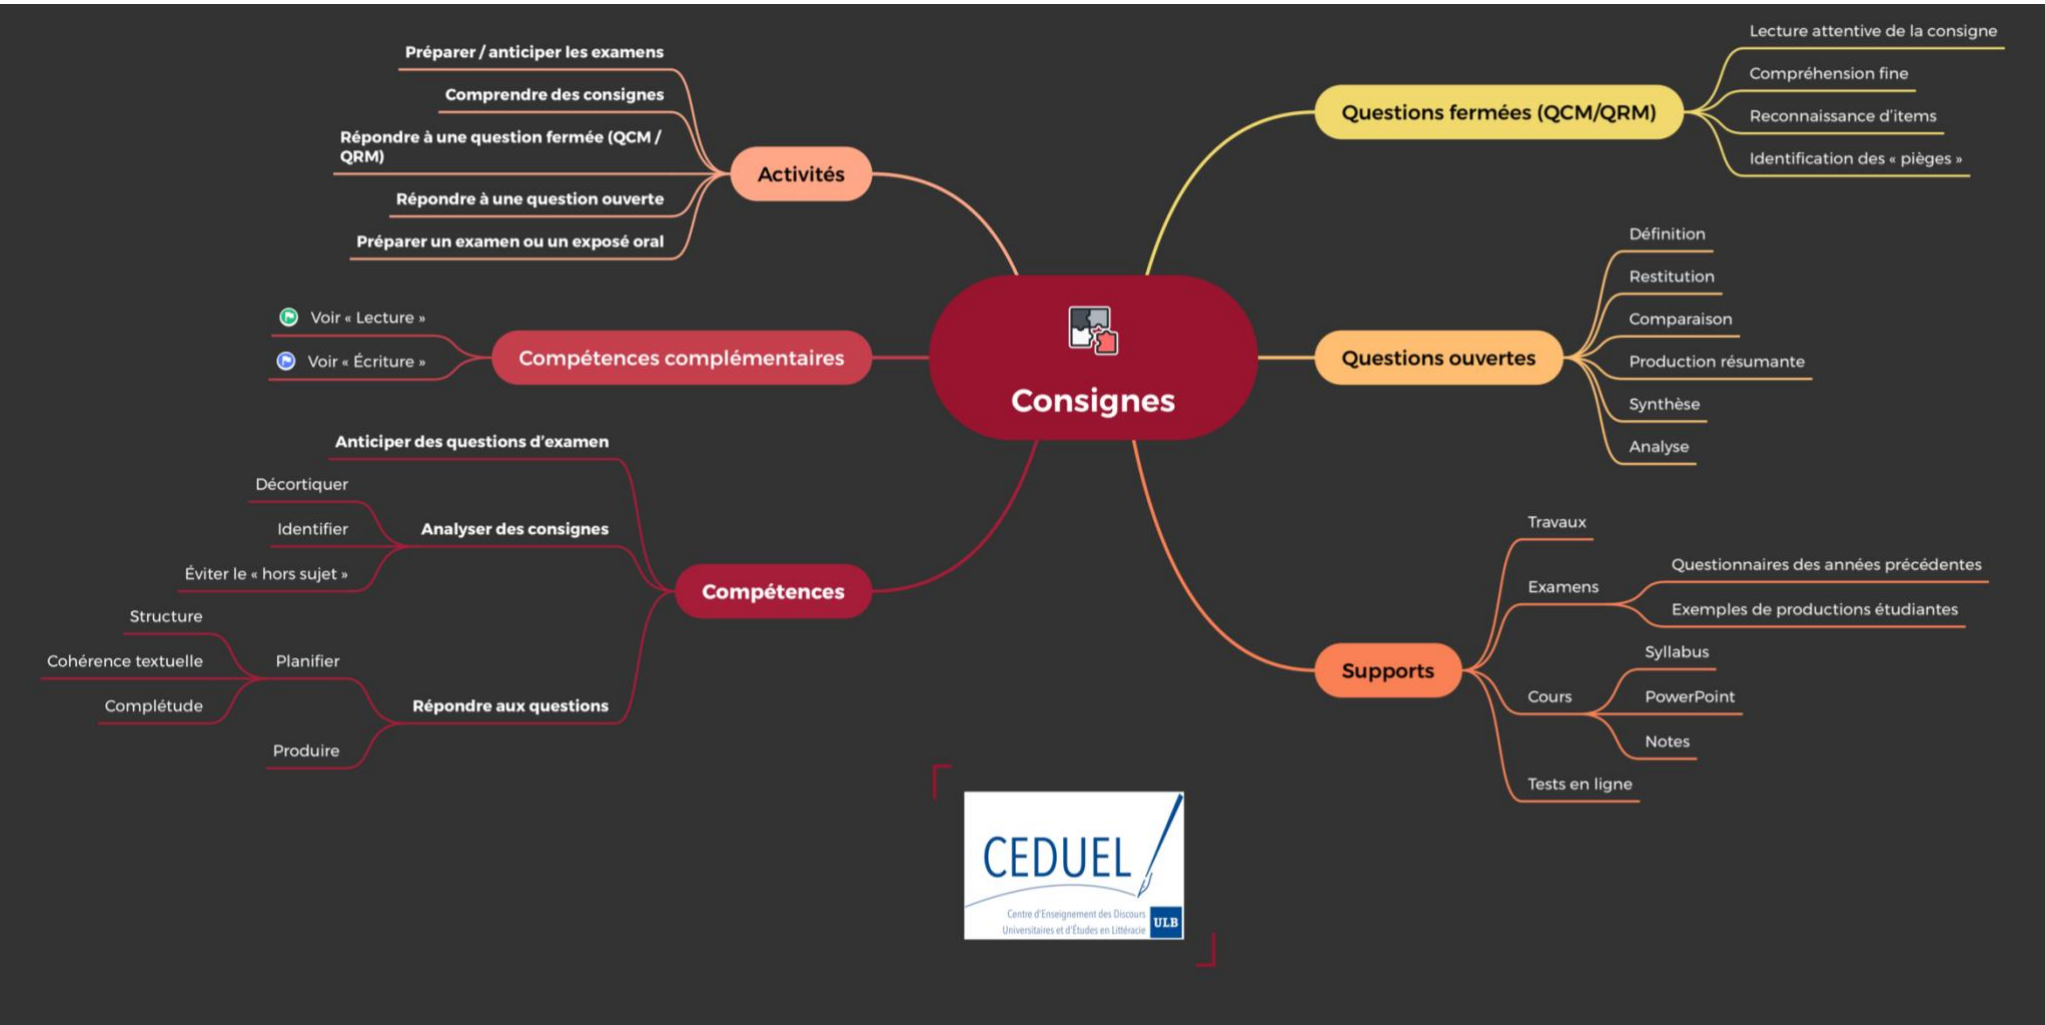 Préparer / anticiper les examens
Comprendre des consignes
Répondre à une question fermée (QCM /
QRM)
Répondre à une question ouverte
Préparer un examen ou un exposé oral
Activités
Voir « Lecture »
Voir « Écriture »
Compétences complémentaires
Anticiper des questions d'examen
Décortiquer
Identifier
Éviter le « hors sujet »
Analyser des consignes
Structure
Cohérence textuelle
Complétude
Planifier
Produire
Répondre aux questions
Compétences
Consignes
Questions fermées (QCM/QRM)
Lecture attentive de la consigne
Compréhension fine
Reconnaissance d'items
Identification des « pièges »
Questions ouvertes
Définition
Restitution
Comparaison
Production résumante
Synthèse
Analyse
Supports
Travaux
Examens
Questionnaires des années précédentes
Exemples de productions étudiantes
Cours
Syllabus
PowerPoint
Notes
Tests en ligne
CEDUEL
Centre d'Enseignement des Discours
Universitaires et d'Études en Littéracie
ULB